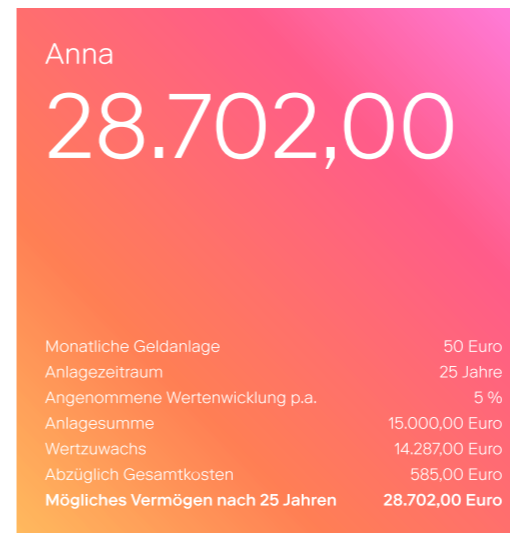 Anna
28.702,00
Monatliche Geldanlage 50 Euro
Anlagezeitraum 25 Jahre
Angenommene Wertenwicklung p.a. 5 %
Anlagesumme 15.000,00 Euro
Wertzuwachs 14.287,00 Euro
Abzüglich Gesamtkosten 585,00 Euro
Mögliches Vermögen nach 25 Jahren 28.702,00 Euro